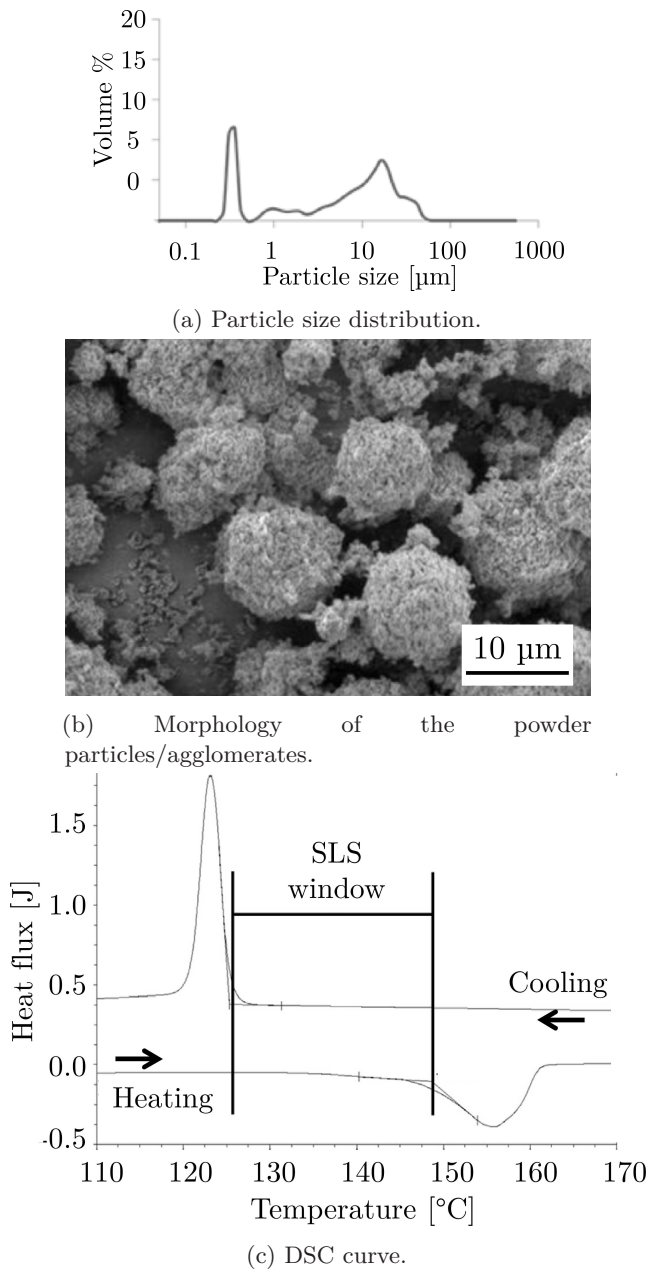 20
15
10
5
0
Volume %
0.1 1 10 100 1000
Particle size [µm]
(a) Particle size distribution.
10 µm
(b) Morphology of the powder
particles/agglomerates.
1.5
1.0
0.5
0.0
-0.5
Heat flux [J]
SLS
window
Cooling
Heating
110 120 130 140 150 160 170
Temperature [°C]
(c) DSC curve.